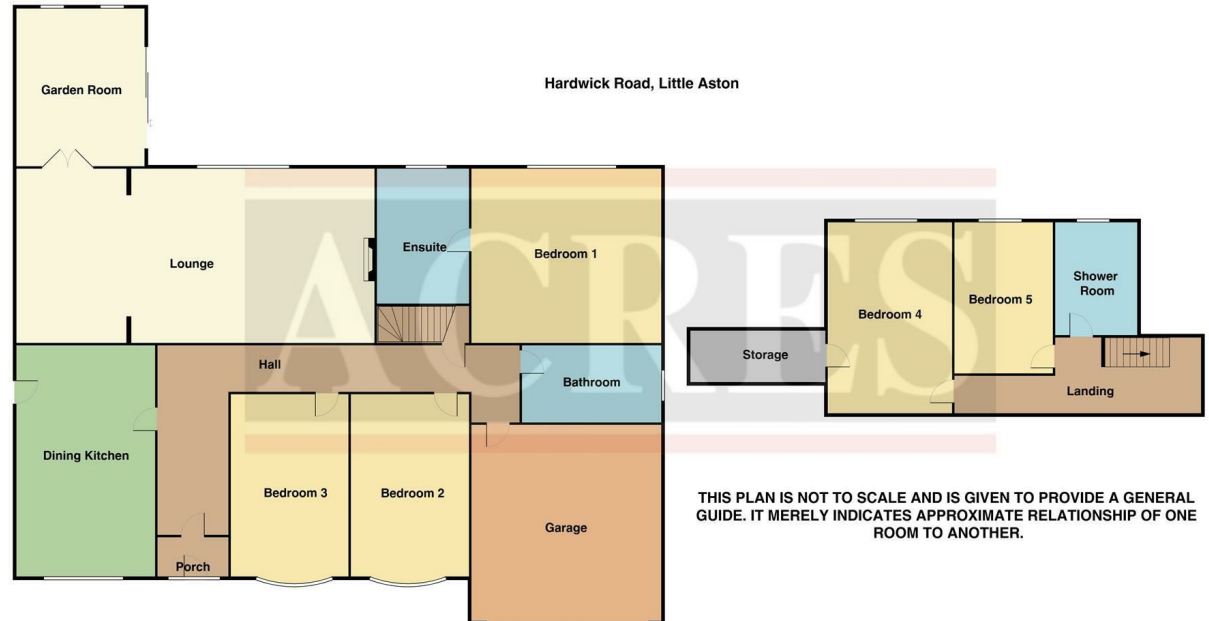 Hardwick Road, Little Aston
Garden Room
Lounge
Ensuite
Bedroom 1
Hall
Bathroom
Dining Kitchen
Bedroom 3
Bedroom 2
Garage
Porch
ACRES
Bedroom 4
Bedroom 5
Shower
Room
Storage
Landing
THIS PLAN IS NOT TO SCALE AND IS GIVEN TO PROVIDE A GENERAL
GUIDE. IT MERELY INDICATES APPROXIMATE RELATIONSHIP OF ONE
ROOM TO ANOTHER.